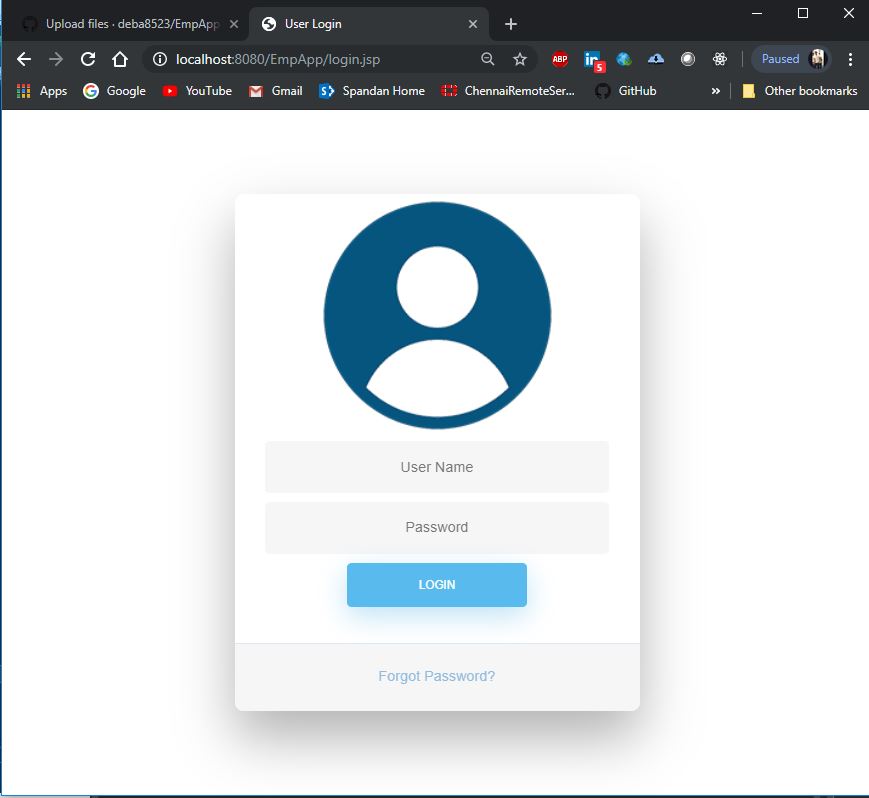 Upload files · deba8523/EmpApp
User Login
localhost:8080/EmpApp/login.jsp
ABP
in
S
Paused
Apps
Google
YouTube
Gmail
Spandan Home
ChennaiRemoteSer...
GitHub
»
Other bookmarks
User Name
Password
LOGIN
Forgot Password?